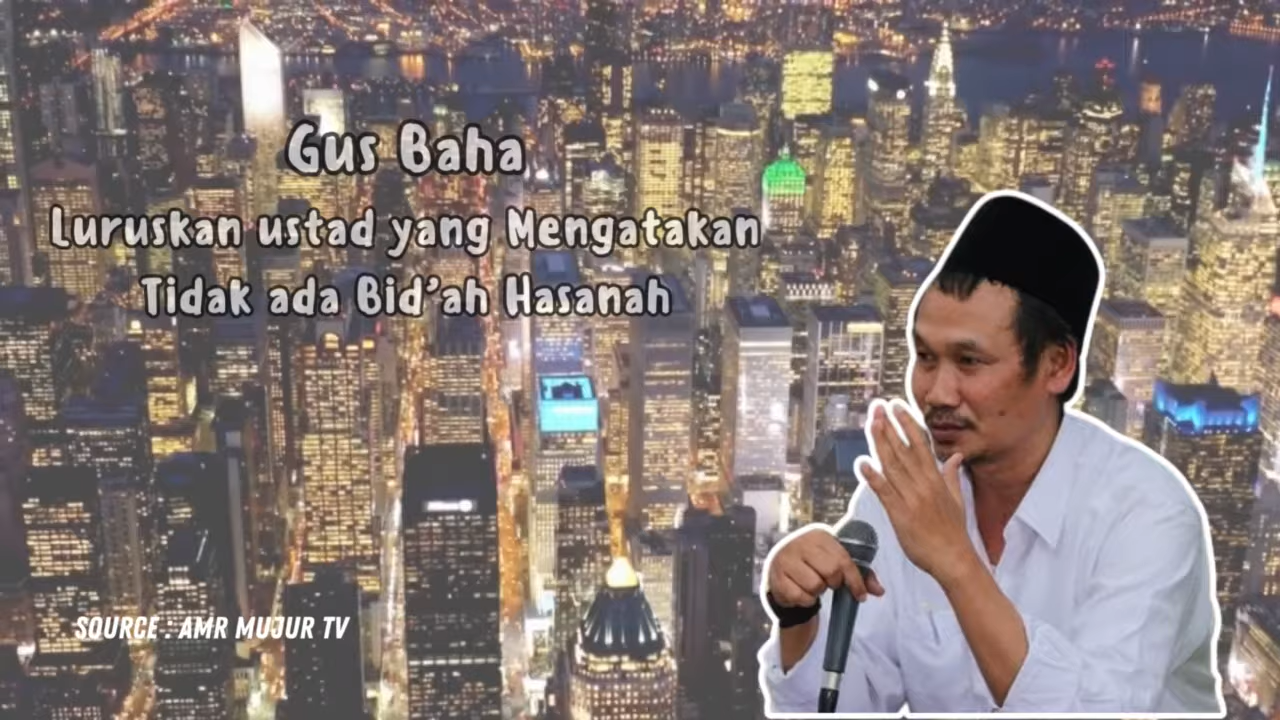 Gus Baha
Luruskan ustad yang Mengatakan
Tidak ada Bid'ah Hasanah
SOURCE : AMR MUJUR TV